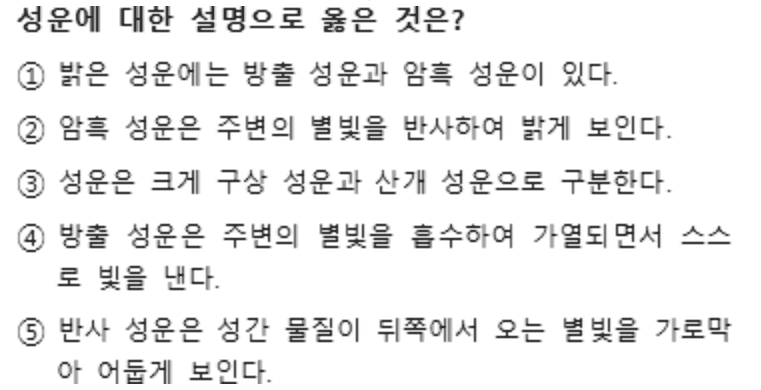 성운에 대한 설명으로 옳은 것은?
① 밝은 성운에는 방출 성운과 암흑 성운이 있다.
② 암흑 성운은 주변의 별빛을 반사하여 밝게 보인다.
③ 성운은 크게 구상 성운과 산개 성운으로 구분한다.
④ 방출 성운은 주변의 별빛을 흡수하여 가열되면서 스스
로 빛을 낸다.
⑤ 반사 성운은 성간 물질이 뒤쪽에서 오는 별빛을 가로막
아 어둡게 보인다.